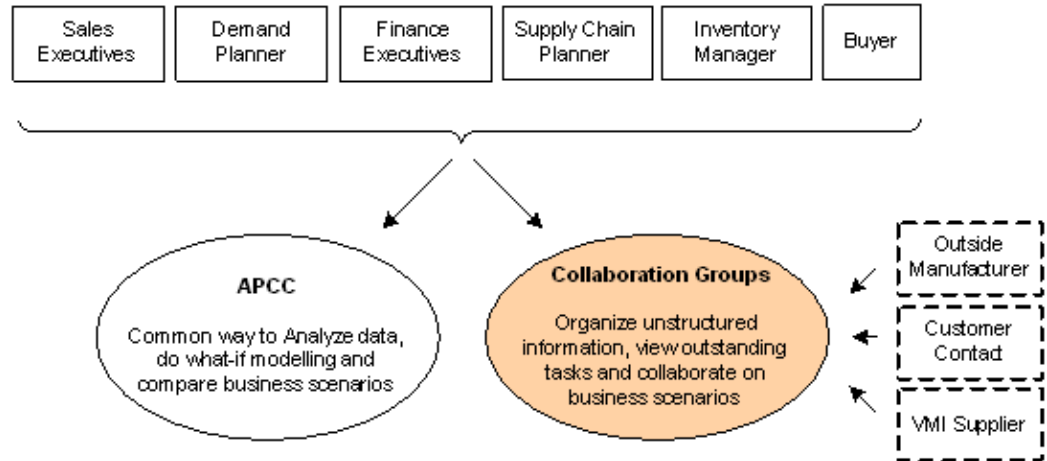 Sales
Executives
Demand
Planner
Finance
Executives
Supply Chain
Planner
Inventory
Manager
Buyer
APCC
Common way to Analyze data,
do what-if modelling and
compare business scenarios
Collaboration Groups
Organize unstructured
information, view outstanding
tasks and collaborate on
business scenarios
Outside
Manufacturer
Customer
Contact
VMI Supplier